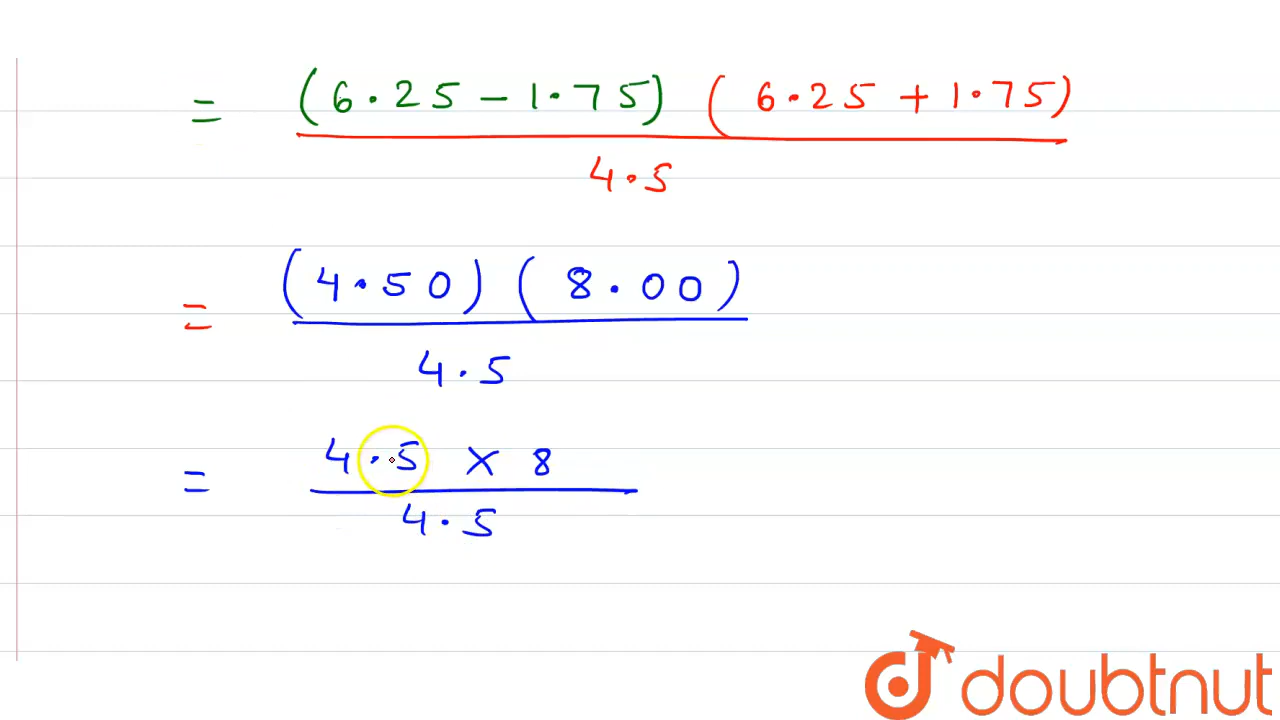 = (6.25 - 1.75) ( 6.25 + 1.75)
4.5
= (4.50) ( 8.00)
4.5
= 4.5 × 8
4.5
doubtnut